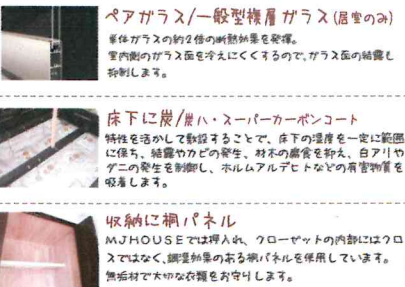 ペアガラス/一般型複層ガラス(居室のみ)
単体ガラスの約2倍の断熱効果を発揮。
室内側のガラス面を冷えにくくするので、ガラス面の結露も
抑制します。
床下に炭/炭八・スーパーカーボンコート
特性を活かして敷設することで、床下の湿度を一定に範囲
に保ち、結露やカビの発生、材木の腐食を抑え、白アリや
ダニの発生を制御し、ホルムアルデヒトなどの有害物質を
吸着します。
収納に桐パネル
MJHOUSEでは押入れ、クローゼットの内部にはクロ
スではなく、調湿効果のある桐パネルを使用しています。
無垢材で大切な衣類をお守りします。